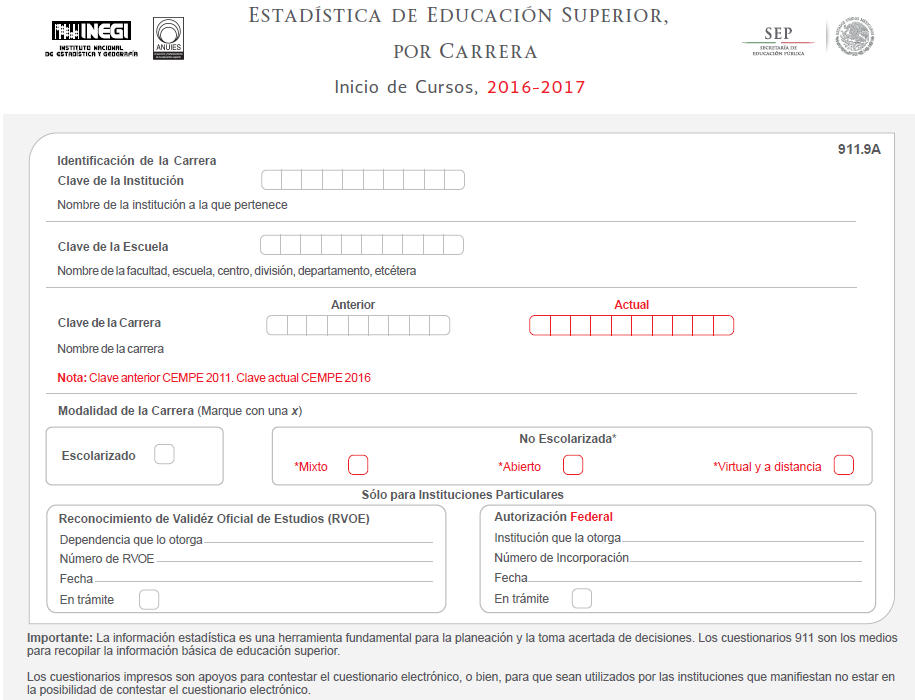 INEGI
INSTITUTO NACIONAL
DE ESTADÍSTICA Y GEOGRAFÍA
ANUIES
ESTADÍSTICA DE EDUCACIÓN SUPERIOR,
POR CARRERA
Inicio de Cursos, 2016-2017
SEP
SECRETARÍA DE
EDUCACIÓN PÚBLICA
911.9A
Identificación de la Carrera
Clave de la Institución
Nombre de la institución a la que pertenece
Clave de la Escuela
Nombre de la facultad, escuela, centro, división, departamento, etcétera
Anterior Actual
Clave de la Carrera
Nombre de la carrera
Nota: Clave anterior CEMPE 2011. Clave actual CEMPE 2016
Modalidad de la Carrera (Marque con una x)
No Escolarizada*
Escolarizado
*Mixto *Abierto *Virtual y a distancia
Sólo para Instituciones Particulares
Reconocimiento de Validéz Oficial de Estudios (RVOE)
Dependencia que lo otorga
Número de RVOE
Fecha
En trámite
Autorización Federal
Institución que la otorga
Número de Incorporación
Fecha
En trámite
Importante: La información estadística es una herramienta fundamental para la planeación y la toma acertada de decisiones. Los cuestionarios 911 son los medios
para recopilar la información básica de educación superior.
Los cuestionarios impresos son apoyos para contestar el cuestionario electrónico, o bien, para que sean utilizados por las instituciones que manifiestan no estar en
la posibilidad de contestar el cuestionario electrónico.